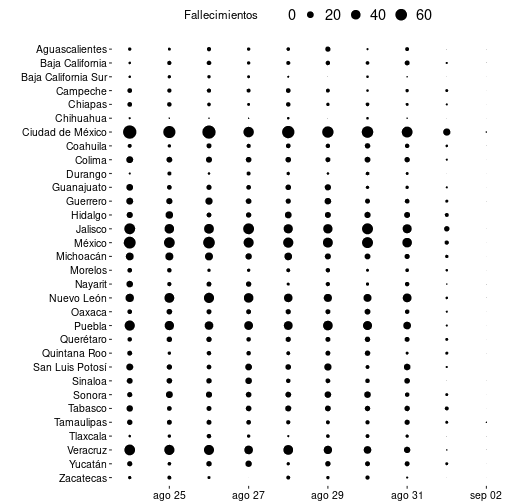 Fallecimientos 0 20 40 60
Aguascalientes
Baja California
Baja California Sur
Campeche
Chiapas
Chihuahua
Ciudad de México
Coahuila
Colima
Durango
Guanajuato
Guerrero
Hidalgo
Jalisco
México
Michoacán
Morelos
Nayarit
Nuevo León
Oaxaca
Puebla
Querétaro
Quintana Roo
San Luis Potosí
Sinaloa
Sonora
Tabasco
Tamaulipas
Tlaxcala
Veracruz
Yucatán
Zacatecas
ago 25 ago 27 ago 29 ago 31 sep 02